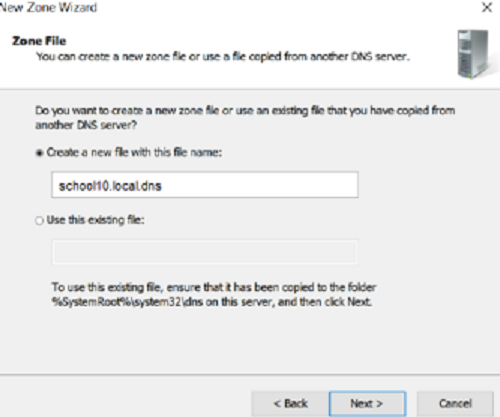 New Zone Wizard
Zone File
You can create a new zone file or use a file copied from another DNS server.
Do you want to create a new zone file or use an existing file that you have copied from
another DNS server?
Create a new file with this file name:
school10.local.dns
Use this existing file:
To use this existing file, ensure that it has been copied to the folder
%SystemRoot%\system32\dns on this server, and then click Next.
< Back Next > Cancel